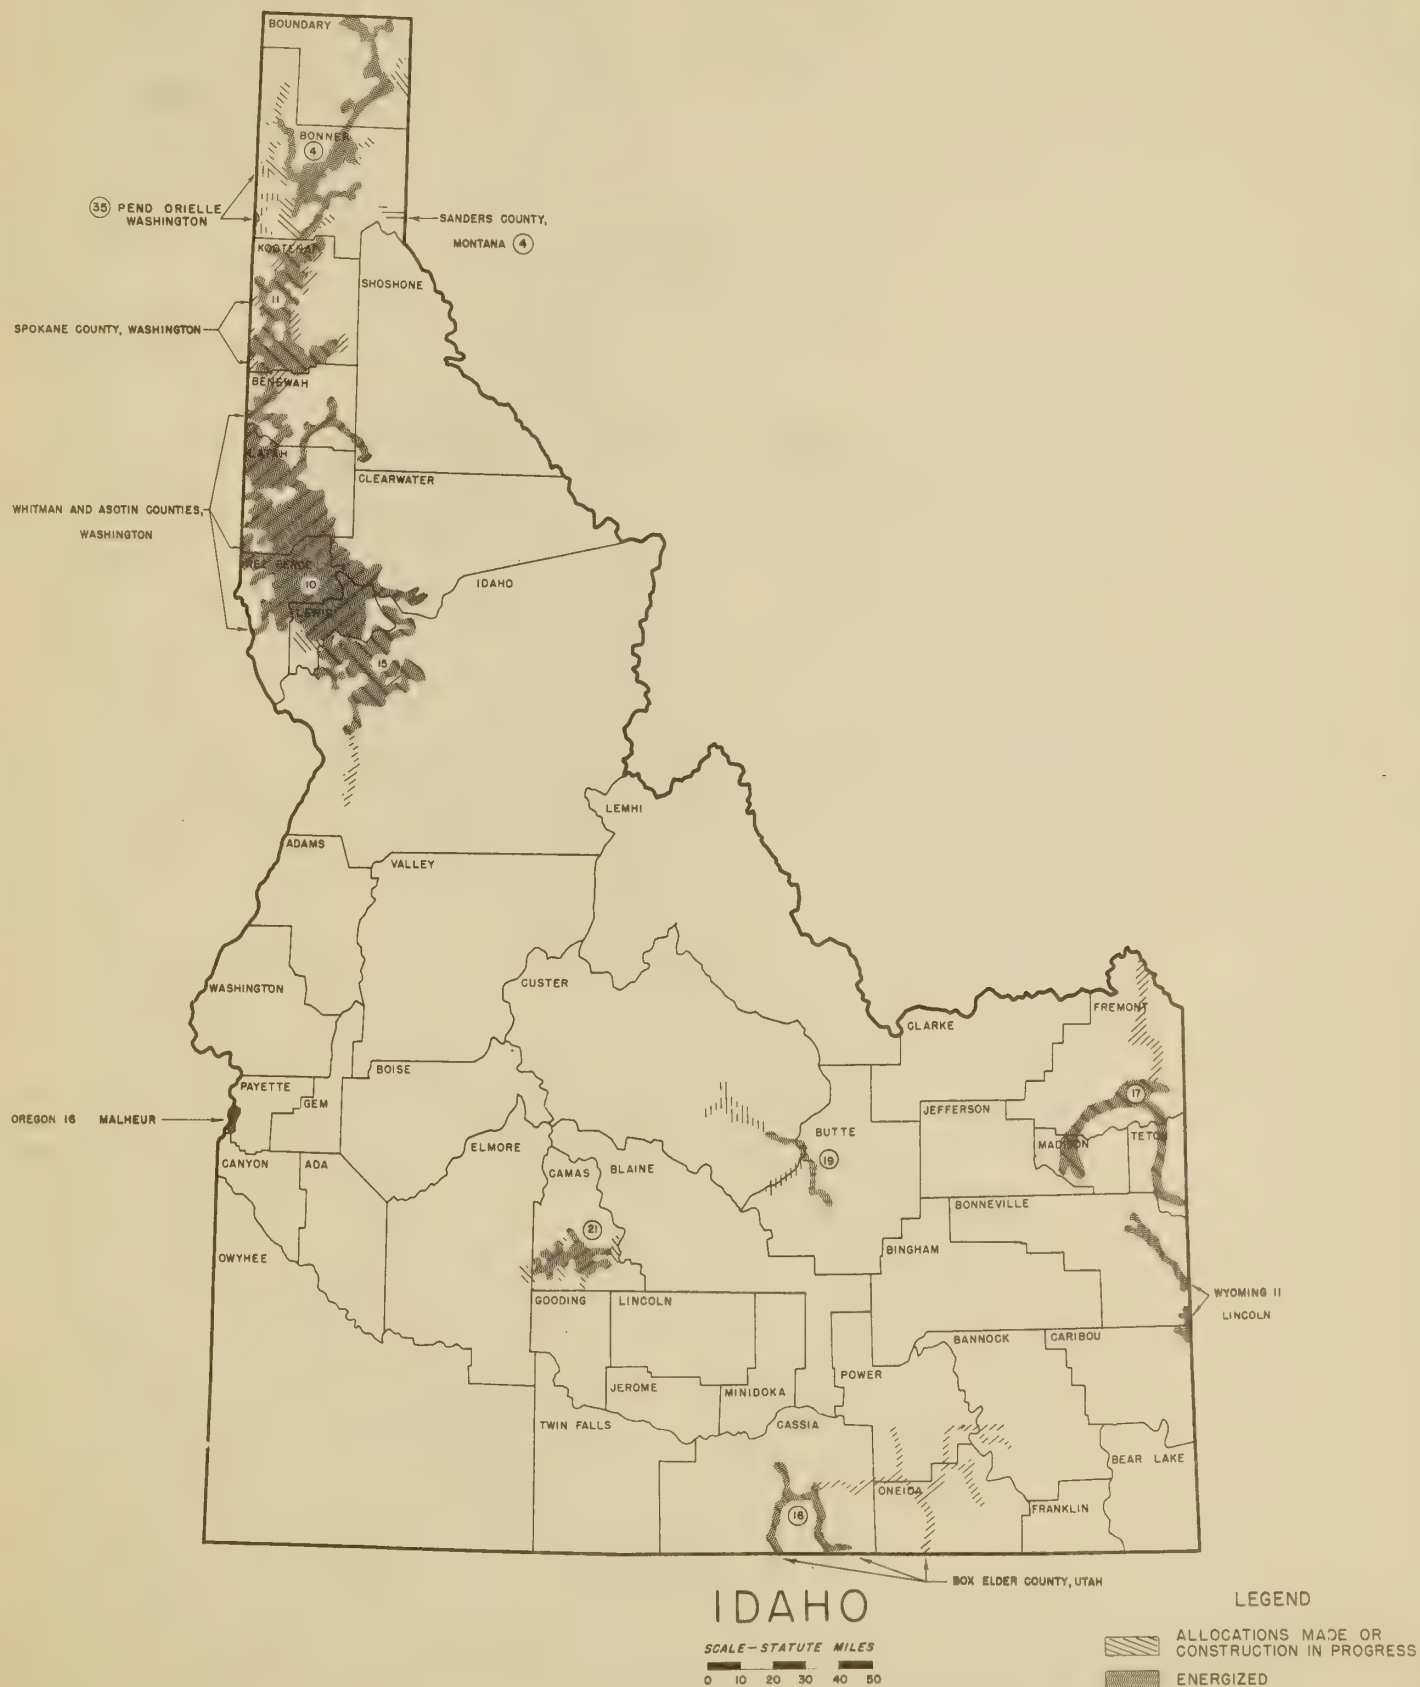 BOUNDARY
BONNER
4
35 PEND ORIELLE
WASHINGTON
SANDERS COUNTY,
MONTANA 4
KOOTENAI
SHOSHONE
11
SPOKANE COUNTY, WASHINGTON
BENEWAH
LATAH
CLEARWATER
WHITMAN AND ASOTIN COUNTIES,
WASHINGTON
NEZ PERCE
10
IDAHO
LEWIS
15
LEMHI
ADAMS
VALLEY
CUSTER
WASHINGTON
FREMONT
CLARKE
BOISE
PAYETTE
GEM
17
JEFFERSON
OREGON 16 MALHEUR
BUTTE
MADISON
TETON
ELMORE
19
CANYON
ADA
CAMAS
BLAINE
BONNEVILLE
21
OWYHEE
BINGHAM
WYOMING 11
LINCOLN
GOODING
LINCOLN
BANNOCK
CARIBOU
POWER
JEROME
MINIDOKA
TWIN FALLS
CASSIA
BEAR LAKE
ONEIDA
FRANKLIN
16
BOX ELDER COUNTY, UTAH
IDAHO
SCALE—STATUTE MILES
0 10 20 30 40 50
LEGEND
ALLOCATIONS MADE OR
CONSTRUCTION IN PROGRESS
ENERGIZED